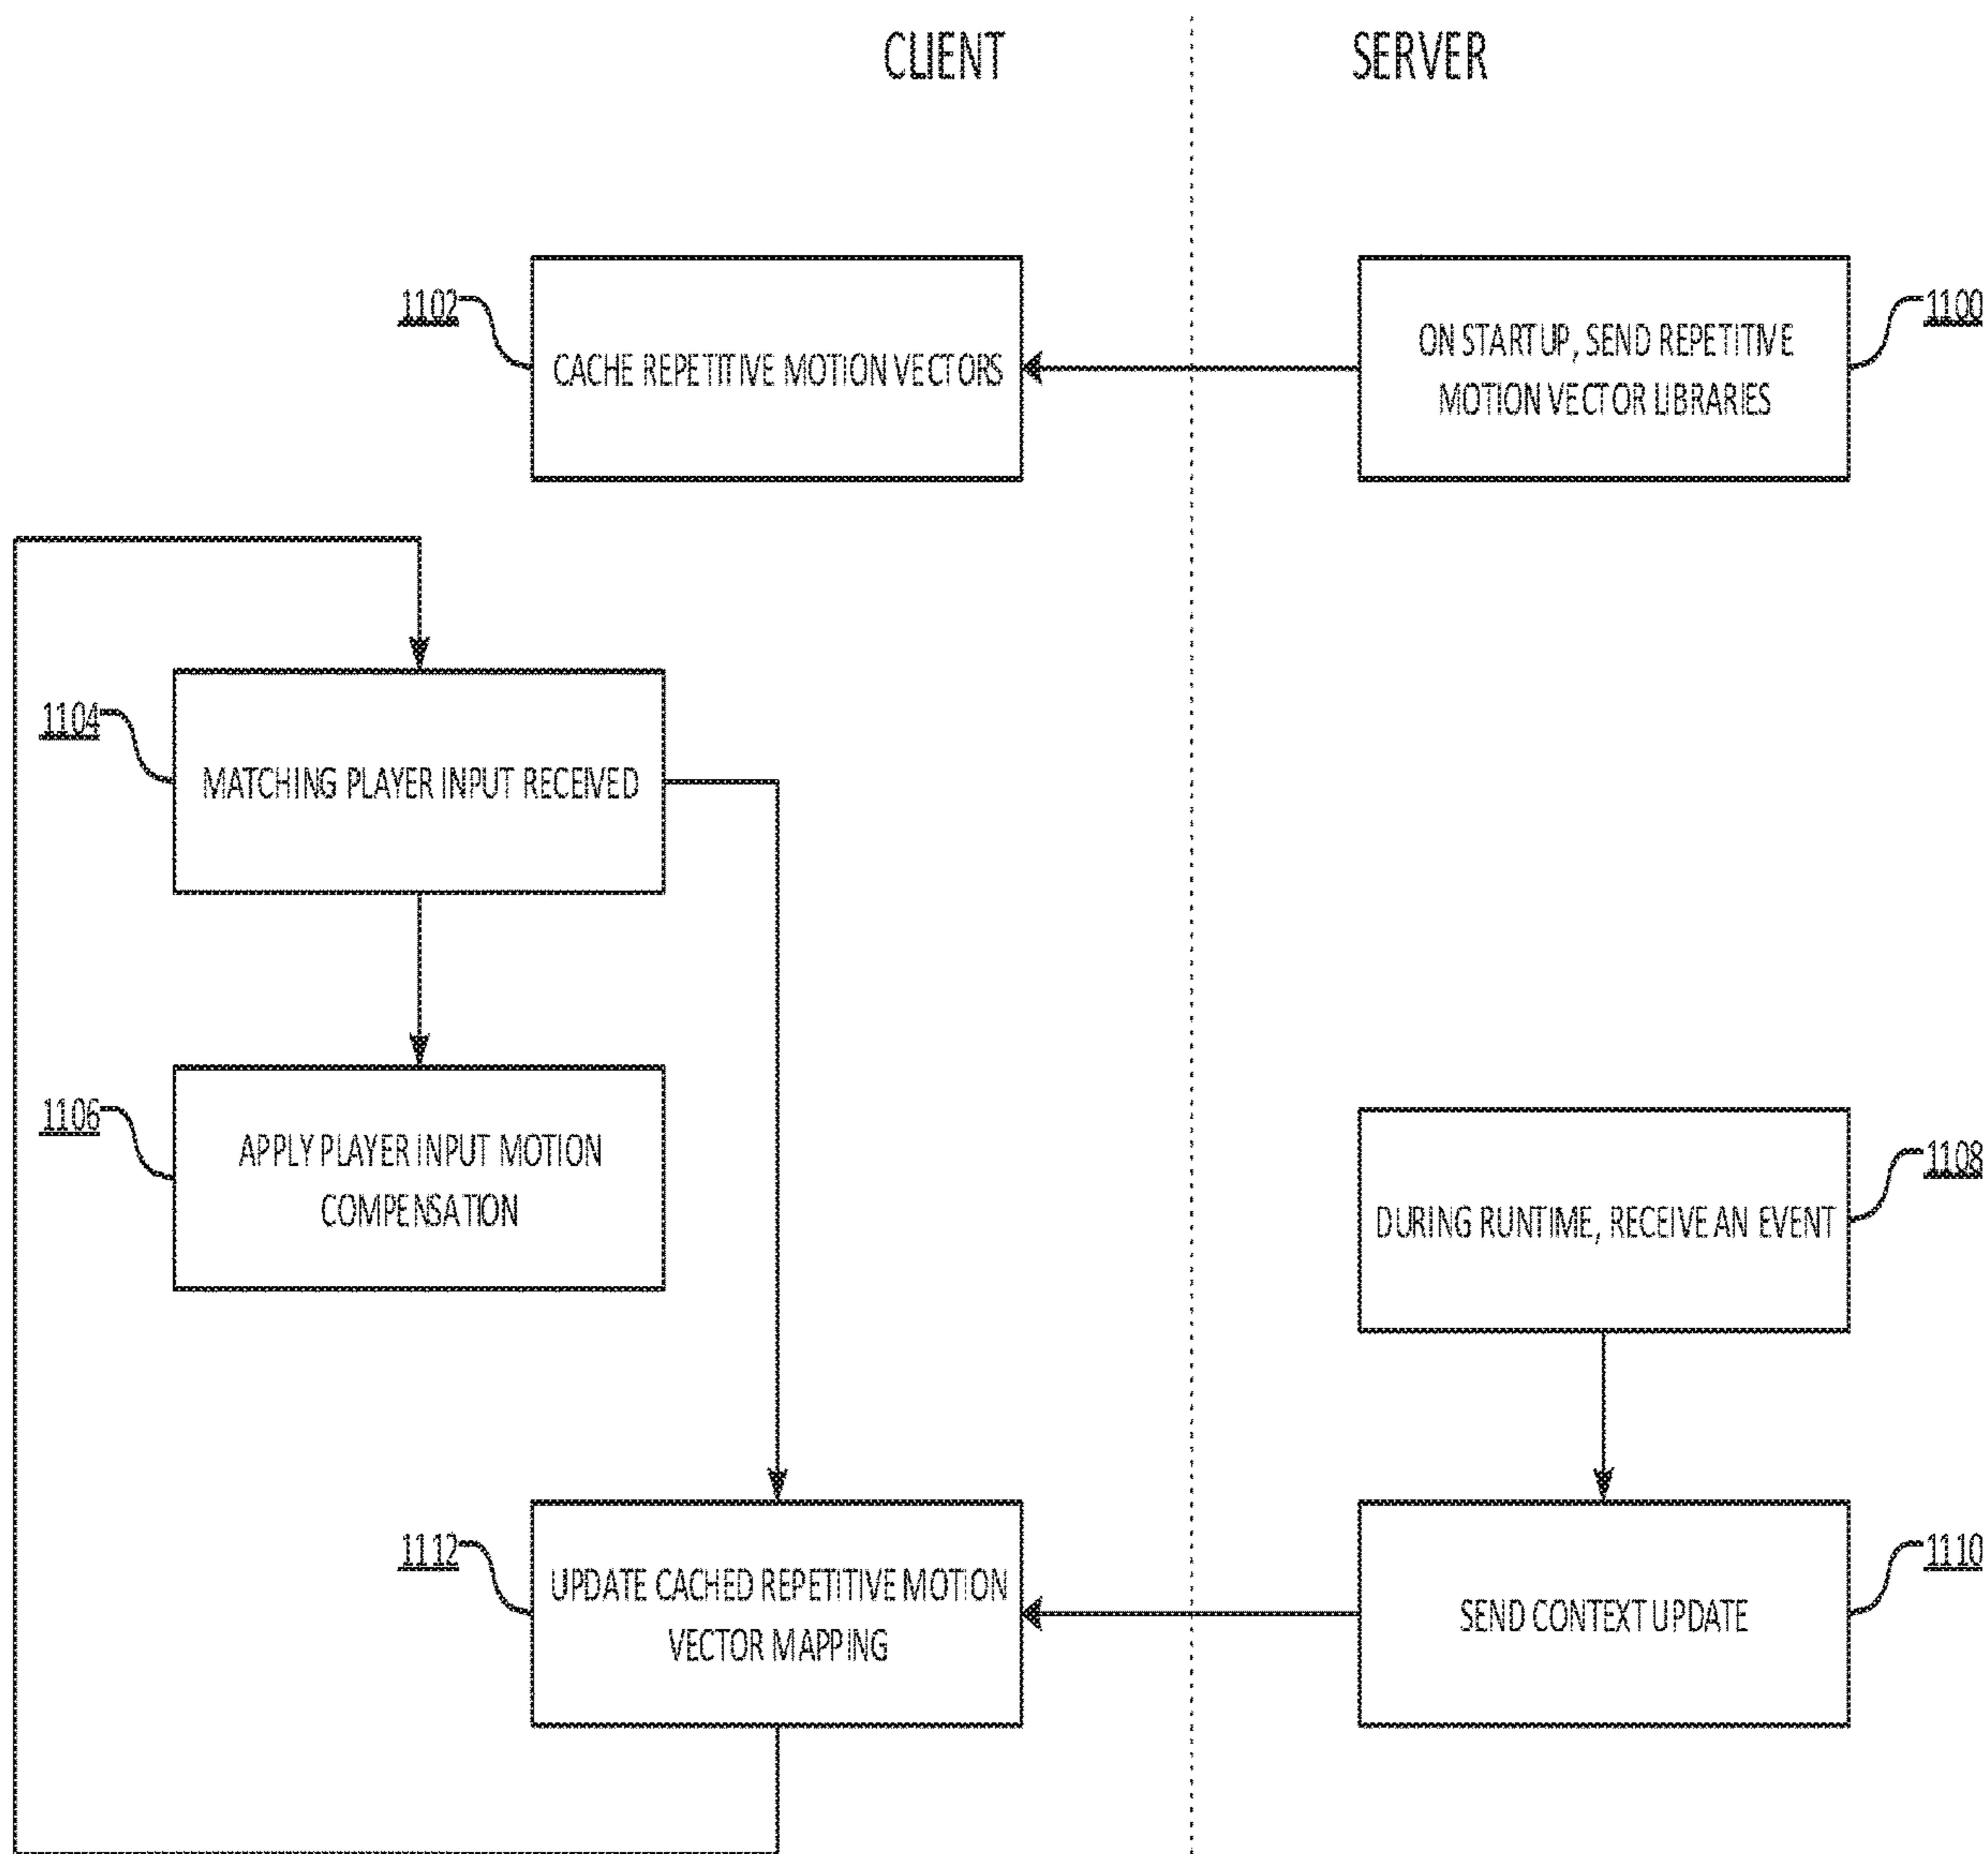 CLIENT
SERVER
1102
CACHE REPETITIVE MOTION VECTORS
ON STARTUP, SEND REPETITIVE
MOTION VECTOR LIBRARIES
1100
1104
MATCHING PLAYER INPUT RECEIVED
1106
APPLY PLAYER INPUT MOTION
COMPENSATION
DURING RUNTIME, RECEIVE AN EVENT
1108
1112
UPDATE CACHED REPETITIVE MOTION
VECTOR MAPPING
SEND CONTEXT UPDATE
1110